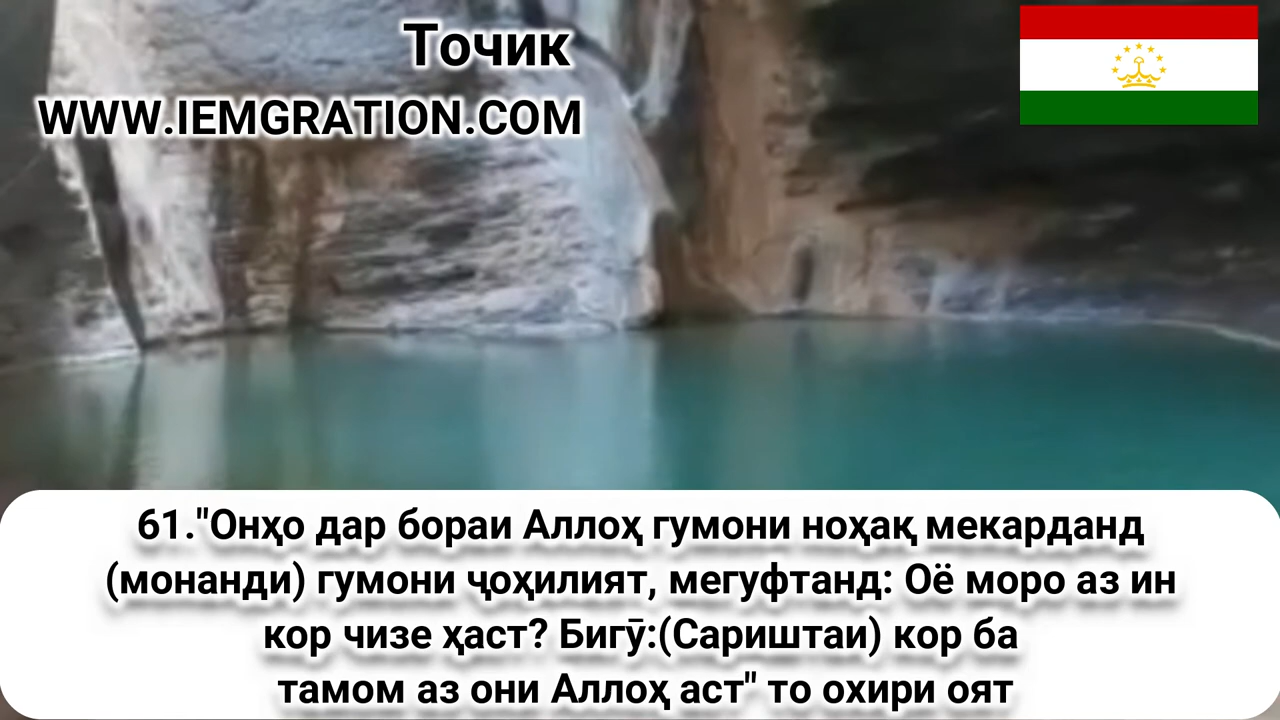 Точик
WWW.IEMGRATION.COM
61."Онҳо дар бораи Аллоҳ гумони ноҳақ мекарданд
(монанди) гумони ҷоҳилият, мегуфтанд: Оё моро аз ин
кор чизе ҳаст? Бигӯ:(Сариштаи) кор ба
тамом аз они Аллоҳ аст" то охири оят